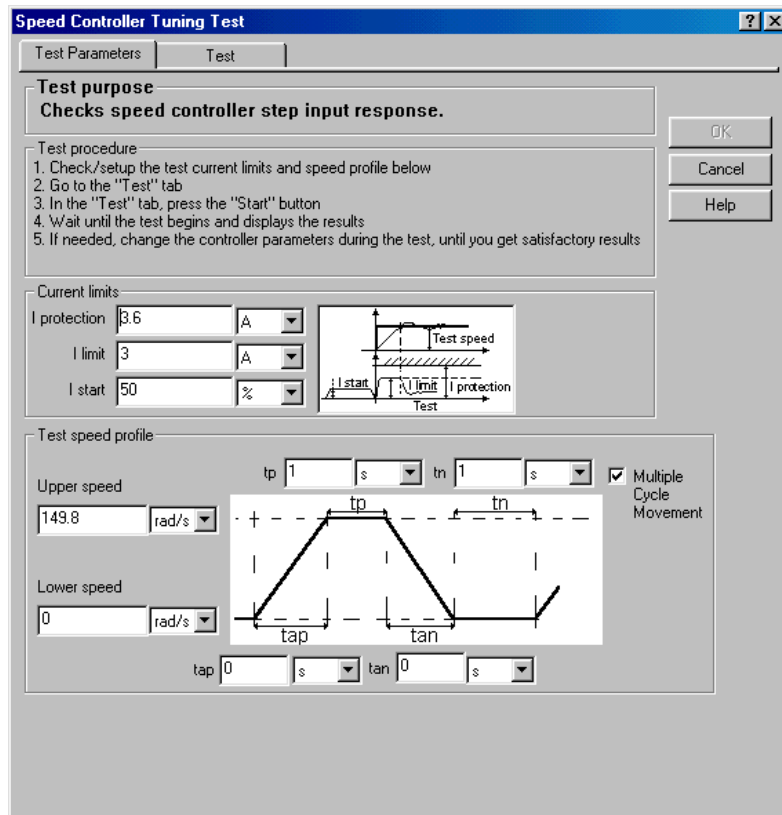 Speed Controller Tuning Test
Test Parameters
Test
Test purpose
Checks speed controller step input response.
OK
Cancel
Help
Test procedure
1. Check/setup the test current limits and speed profile below
2. Go to the "Test" tab
3. In the "Test" tab, press the "Start" button
4. Wait until the test begins and displays the results
5. If needed, change the controller parameters during the test, until you get satisfactory results
Current limits
I protection 3.6 A
I limit 3 A
I start 50 %
Test speed
I start
I limit
I protection
Test
Test speed profile
tp 1 s tn 1 s
Multiple
Cycle
Movement
Upper speed
149.8 rad/s
Lower speed
0 rad/s
tp
tn
tap
tan
tap 0 s tan 0 s